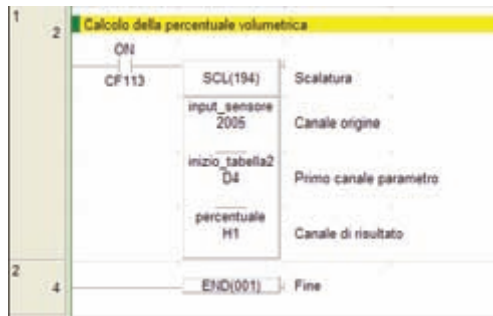 1
2
Calcolo della percentuale volumetrica
ON
CF113
SCL(194)
Scalatura
input_sensore
2005
Canale origine
inizio_tabella2
D4
Primo canale parametro
percentuale
H1
Canale di risultato
2
4
END(001)
Fine